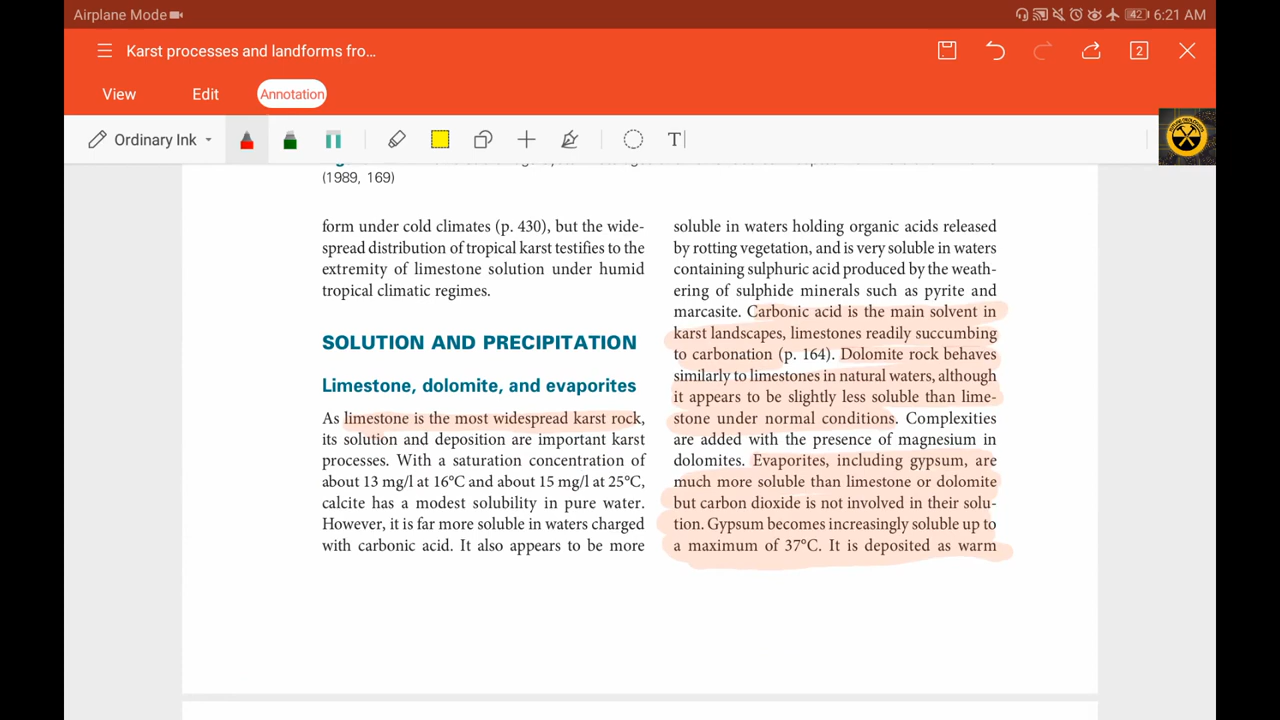 Airplane Mode
42
6:21 AM
Karst processes and landforms fro...
2
View
Edit
Annotation
Ordinary Ink
T
(1989, 169)
form under cold climates (p. 430), but the wide-
spread distribution of tropical karst testifies to the
extremity of limestone solution under humid
tropical climatic regimes.
SOLUTION AND PRECIPITATION
Limestone, dolomite, and evaporites
As limestone is the most widespread karst rock,
its solution and deposition are important karst
processes. With a saturation concentration of
about 13 mg/l at 16°C and about 15 mg/l at 25°C,
calcite has a modest solubility in pure water.
However, it is far more soluble in waters charged
with carbonic acid. It also appears to be more
soluble in waters holding organic acids released
by rotting vegetation, and is very soluble in waters
containing sulphuric acid produced by the weath-
ering of sulphide minerals such as pyrite and
marcasite. Carbonic acid is the main solvent in
karst landscapes, limestones readily succumbing
to carbonation (p. 164). Dolomite rock behaves
similarly to limestones in natural waters, although
it appears to be slightly less soluble than lime-
stone under normal conditions. Complexities
are added with the presence of magnesium in
dolomites. Evaporites, including gypsum, are
much more soluble than limestone or dolomite
but carbon dioxide is not involved in their solu-
tion. Gypsum becomes increasingly soluble up to
a maximum of 37°C. It is deposited as warm